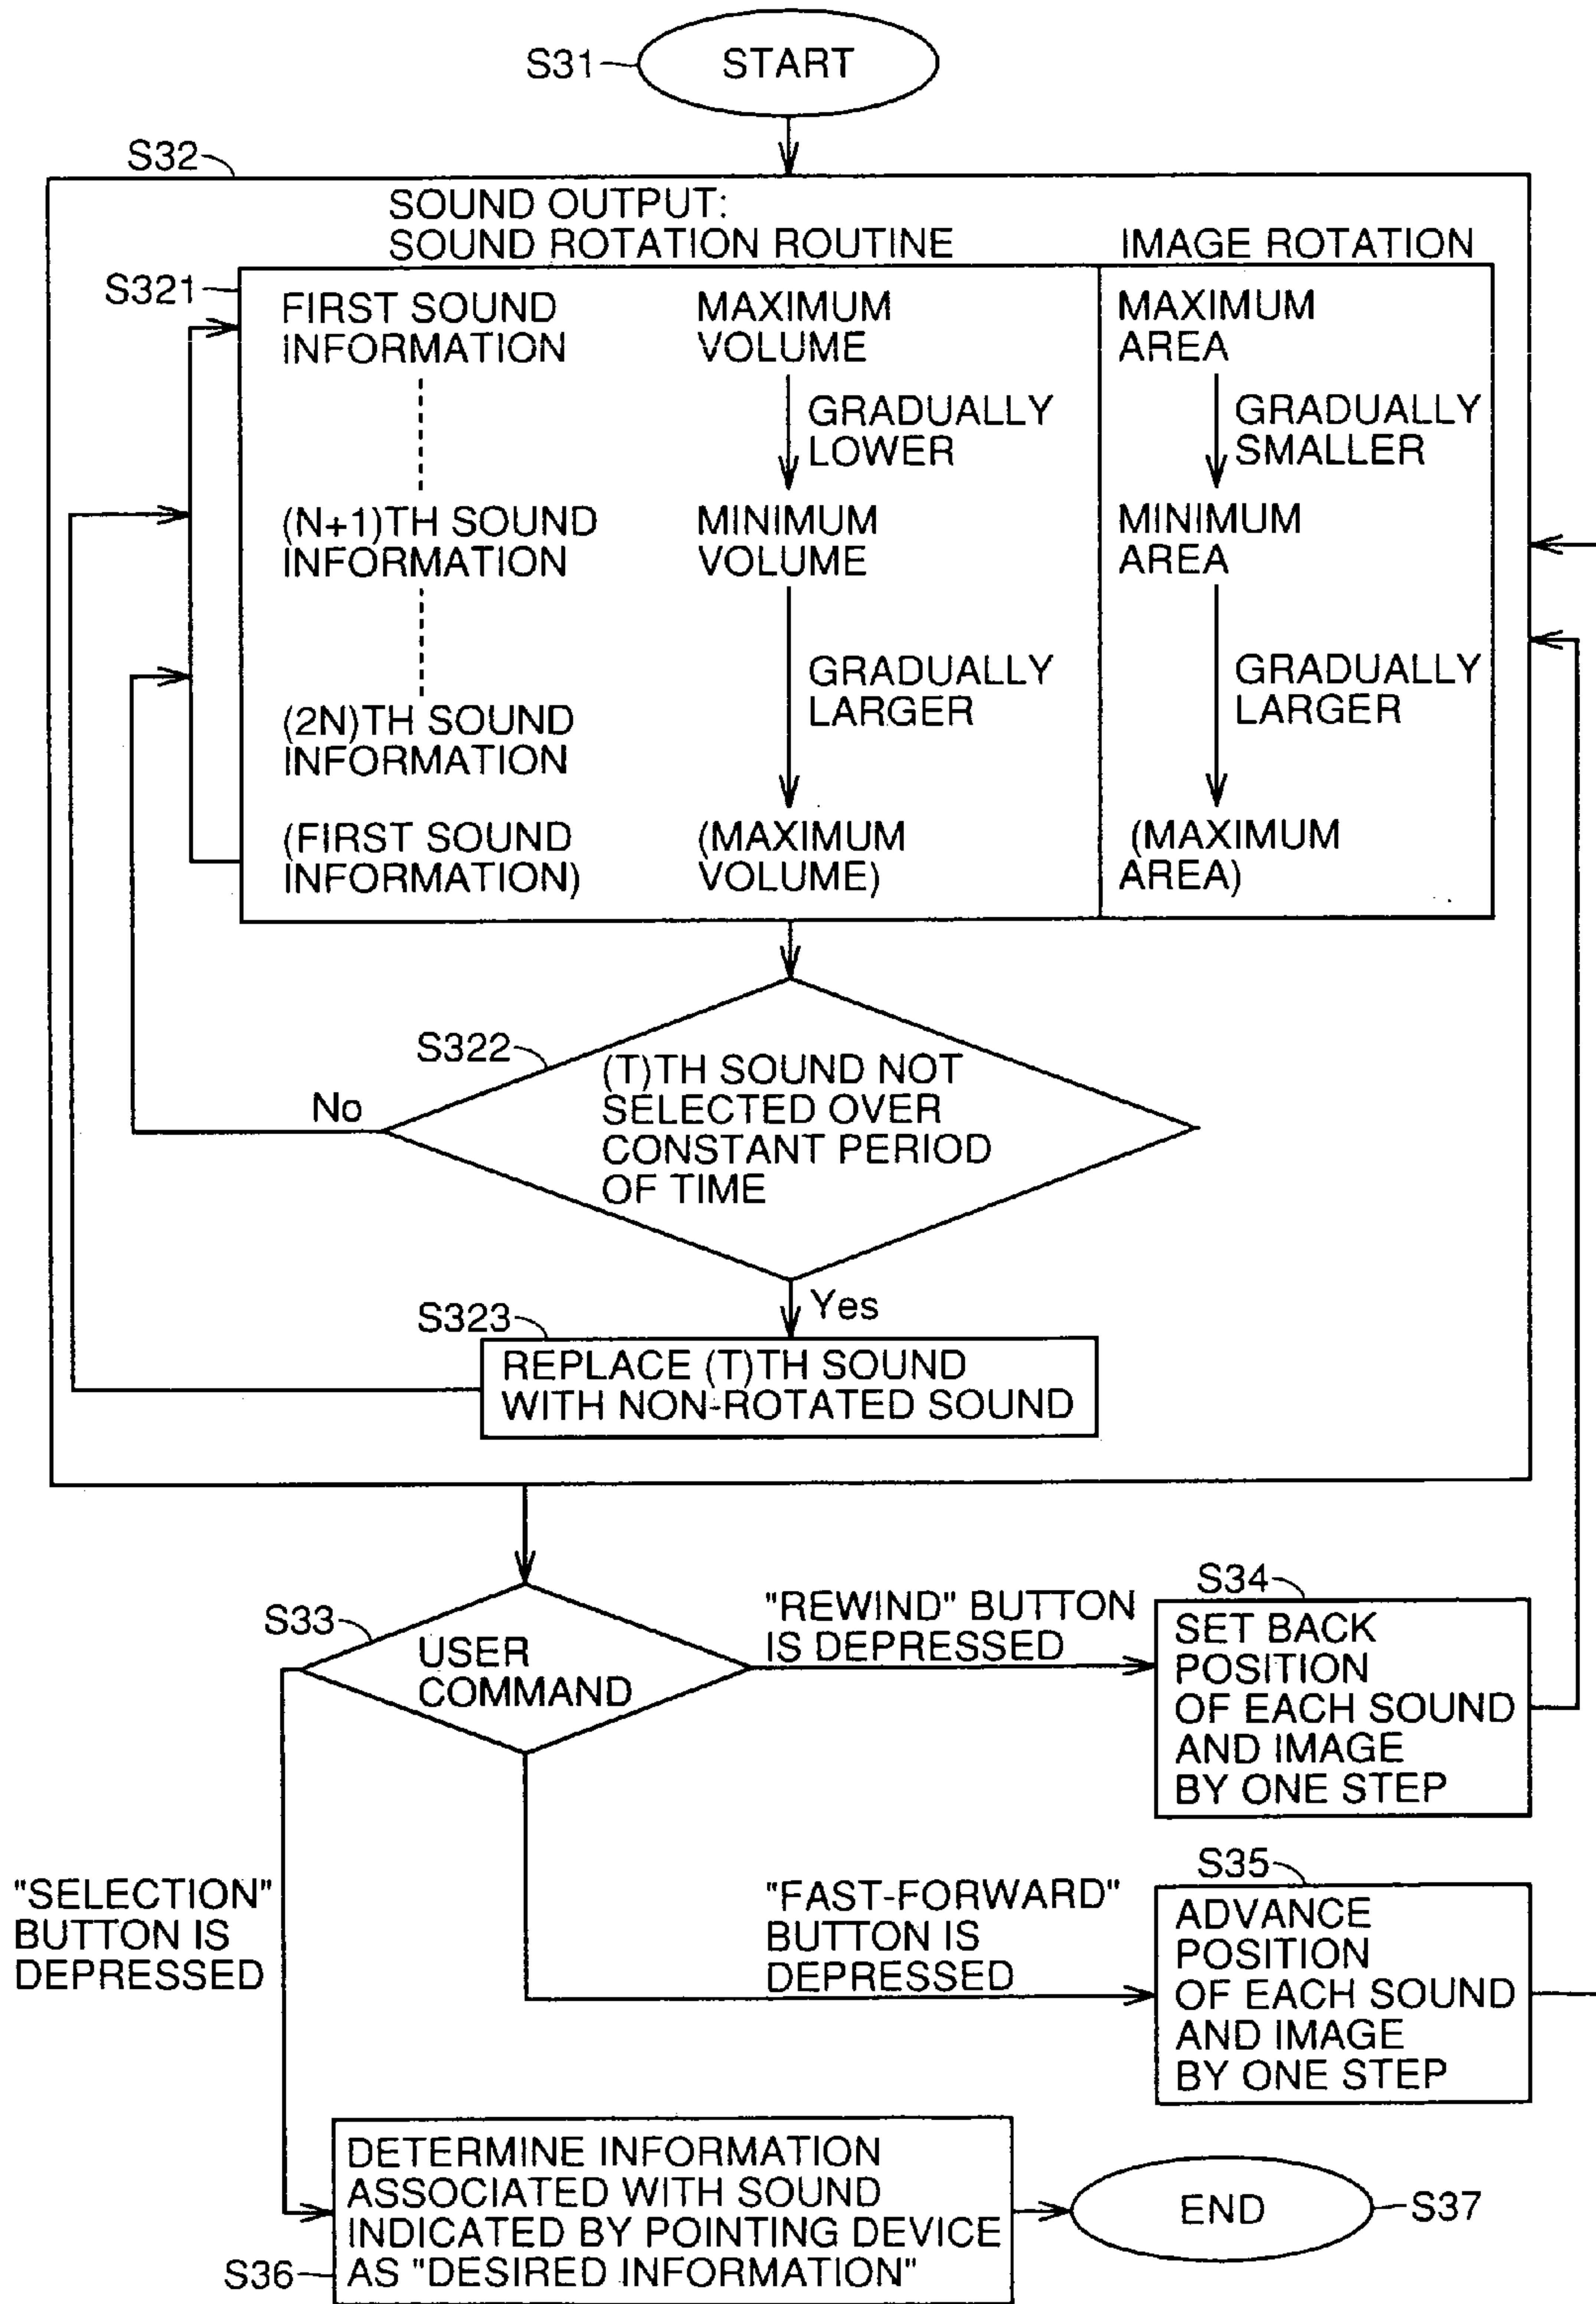 S31
START
S32
SOUND OUTPUT:
SOUND ROTATION ROUTINE
IMAGE ROTATION
S321
FIRST SOUND
INFORMATION
MAXIMUM
VOLUME
MAXIMUM
AREA
GRADUALLY
LOWER
GRADUALLY
SMALLER
(N+1)TH SOUND
INFORMATION
MINIMUM
VOLUME
MINIMUM
AREA
GRADUALLY
LARGER
GRADUALLY
LARGER
(2N)TH SOUND
INFORMATION
(FIRST SOUND
INFORMATION)
(MAXIMUM
VOLUME)
(MAXIMUM
AREA)
S322
(T)TH SOUND NOT
SELECTED OVER
CONSTANT PERIOD
OF TIME
No
Yes
S323
REPLACE (T)TH SOUND
WITH NON-ROTATED SOUND
S33
USER
COMMAND
"REWIND" BUTTON
IS DEPRESSED
S34
SET BACK
POSITION
OF EACH SOUND
AND IMAGE
BY ONE STEP
"SELECTION"
BUTTON IS
DEPRESSED
"FAST-FORWARD"
BUTTON IS
DEPRESSED
S35
ADVANCE
POSITION
OF EACH SOUND
AND IMAGE
BY ONE STEP
S36
DETERMINE INFORMATION
ASSOCIATED WITH SOUND
INDICATED BY POINTING DEVICE
AS "DESIRED INFORMATION"
END
S37